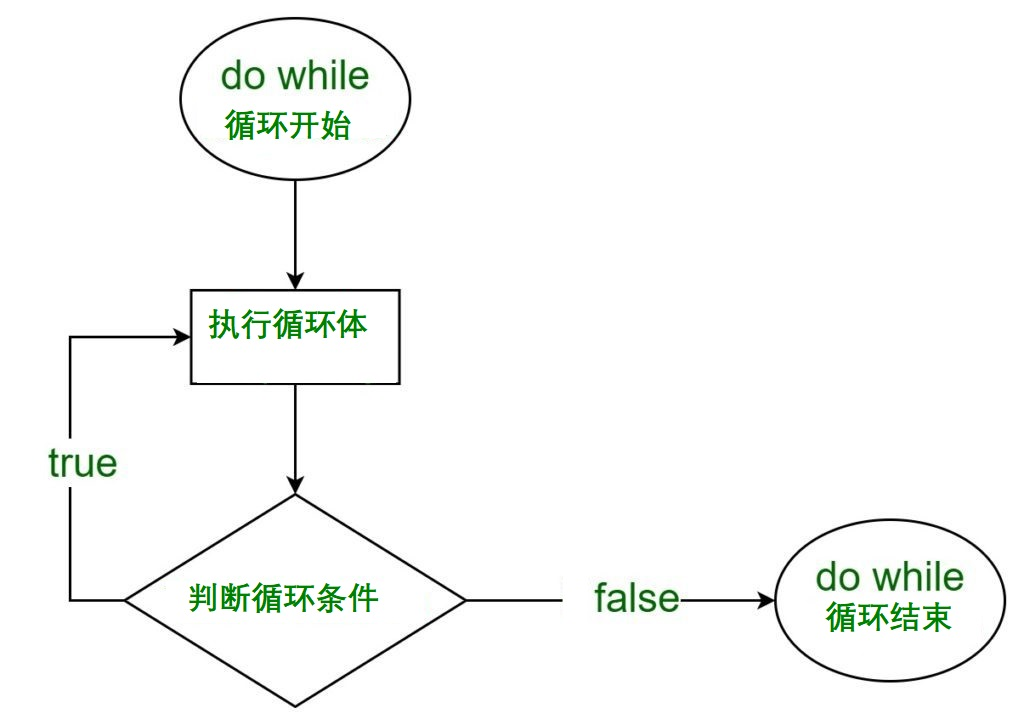 do while
循环开始
执行循环体
true
判断循环条件
false
do while
循环结束